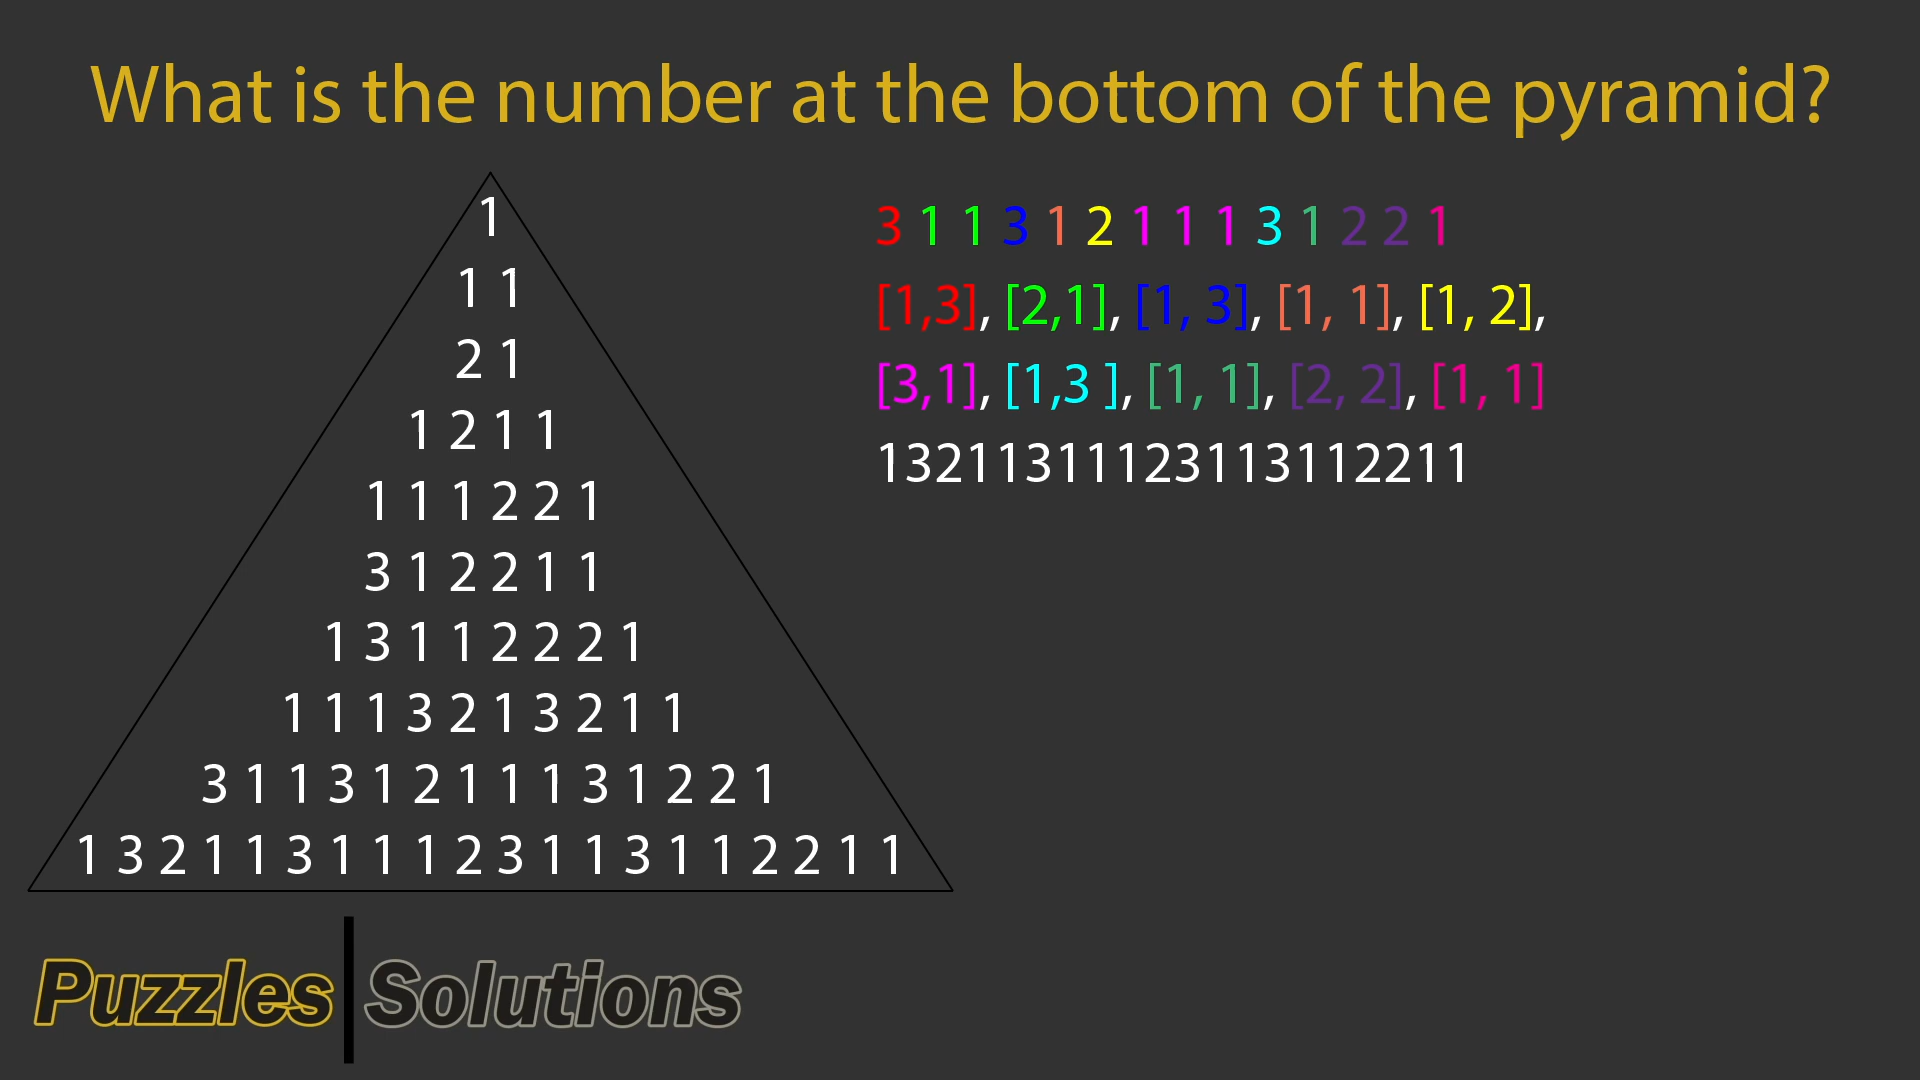 What is the number at the bottom of the pyramid?
1
1 1
2 1
1 2 1 1
1 1 1 2 2 1
3 1 2 2 1 1
1 3 1 1 2 2 2 1
1 1 1 3 2 1 3 2 1 1
3 1 1 3 1 2 1 1 1 3 1 2 2 1
1 3 2 1 1 3 1 1 1 2 3 1 1 3 1 1 2 2 1 1
3 1 1 3 1 2 1 1 1 3 1 2 2 1
[1,3], [2,1], [1, 3], [1, 1], [1, 2],
[3,1], [1,3 ], [1, 1], [2, 2], [1, 1]
13211311123113112211
Puzzles Solutions